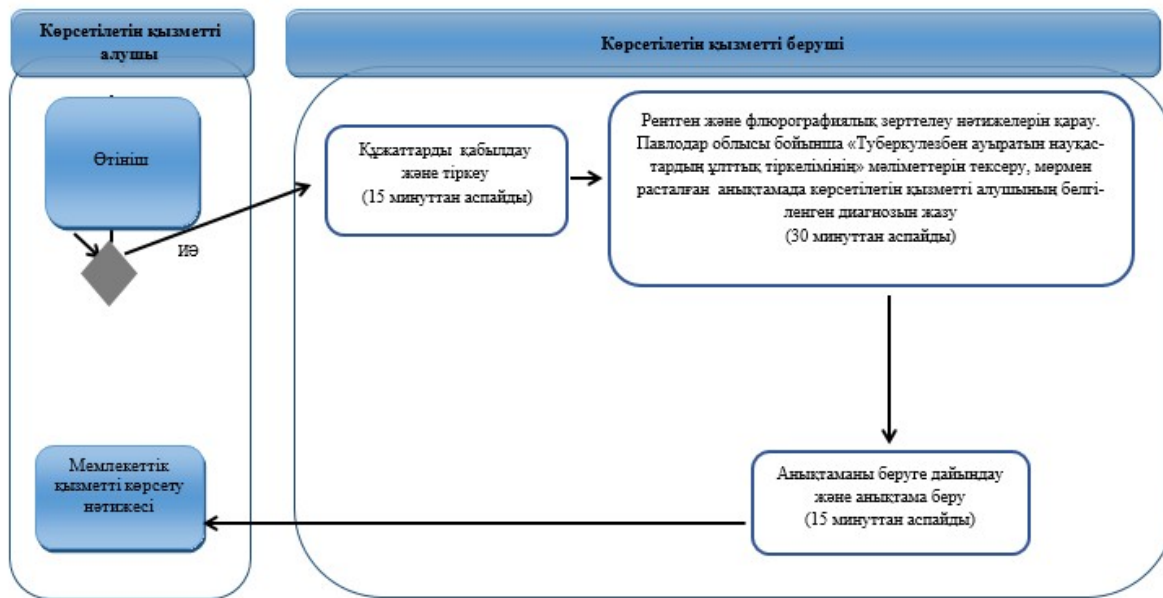 Көрсетілетін қызметті
алушы
Көрсетілетін қызметті беруші
Өтініш
ИӘ
Құжаттарды қабылдау
және тіркеу
(15 минуттан аспайды)
Рентген және флюрографиялық зерттелеу нәтижелерін қарау.
Павлодар облысы бойынша «Туберкулезбен ауыратын науқас-
тардың ұлттық тіркелімінің» мәліметтерін тексеру, мөрмен
расталған анықтамада көрсетілетін қызметті алушының белгі-
ленген диагнозын жазу
(30 минуттан аспайды)
Мемлекеттік
қызметті көрсету
нәтижесі
Анықтаманы беруге дайындау
және анықтама беру
(15 минуттан аспайды)